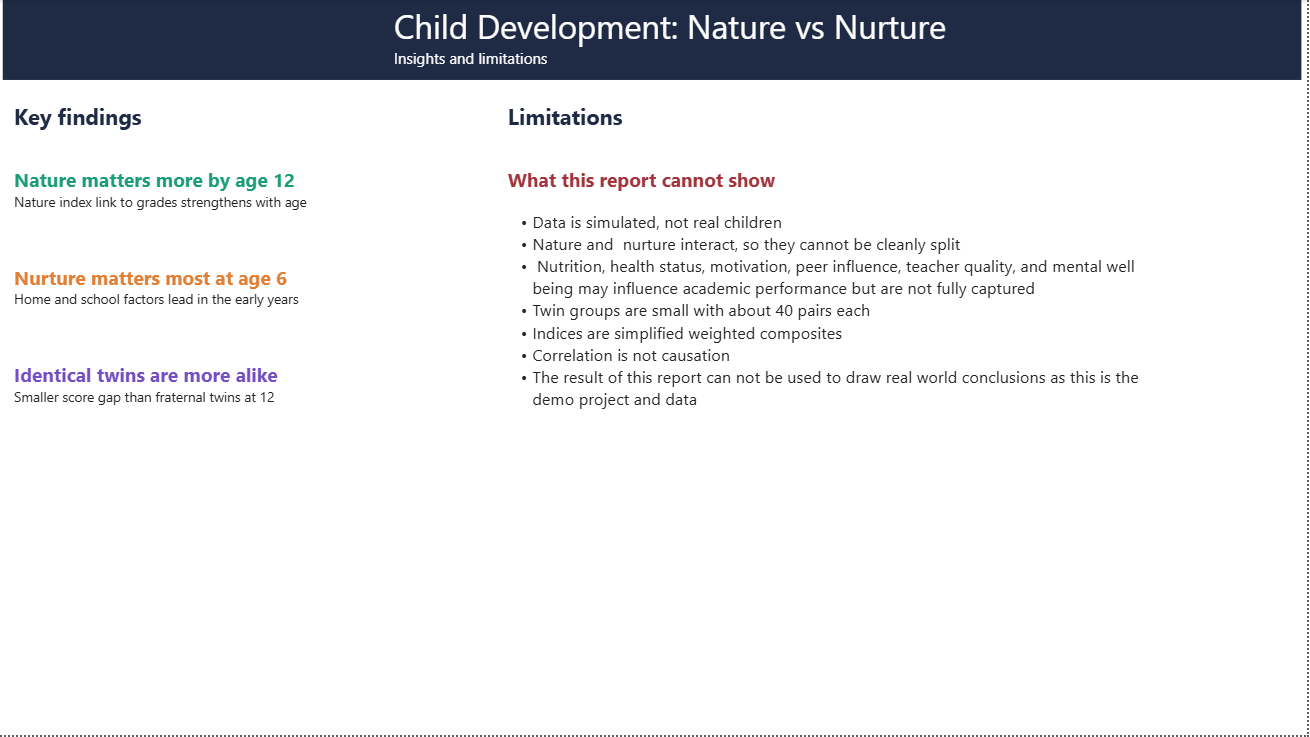 Child Development: Nature vs Nurture
Insights and limitations
Key findings
Nature matters more by age 12
Nature index link to grades strengthens with age
Nurture matters most at age 6
Home and school factors lead in the early years
Identical twins are more alike
Smaller score gap than fraternal twins at 12
Limitations
What this report cannot show
• Data is simulated, not real children
• Nature and  nurture interact, so they cannot be cleanly split
•  Nutrition, health status, motivation, peer influence, teacher quality, and mental well
being may influence academic performance but are not fully captured
• Twin groups are small with about 40 pairs each
• Indices are simplified weighted composites
• Correlation is not causation
• The result of this report can not be used to draw real world conclusions as this is the
demo project and data